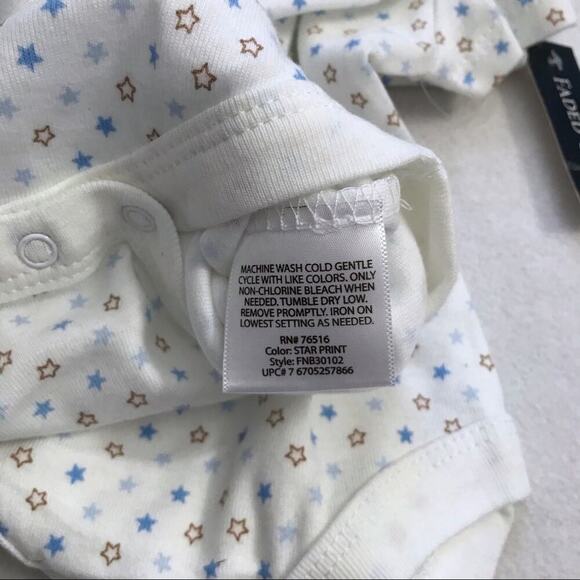 FADED
MACHINE WASH COLD GENTLE
CYCLE WITH LIKE COLORS. ONLY
NON-CHLORINE BLEACH WHEN
NEEDED. TUMBLE DRY LOW.
REMOVE PROMPTLY. IRON ON
LOWEST SETTING AS NEEDED.
RN# 76516
Color: STAR PRINT
Style: FNB30102
UPC# 7 6705257866